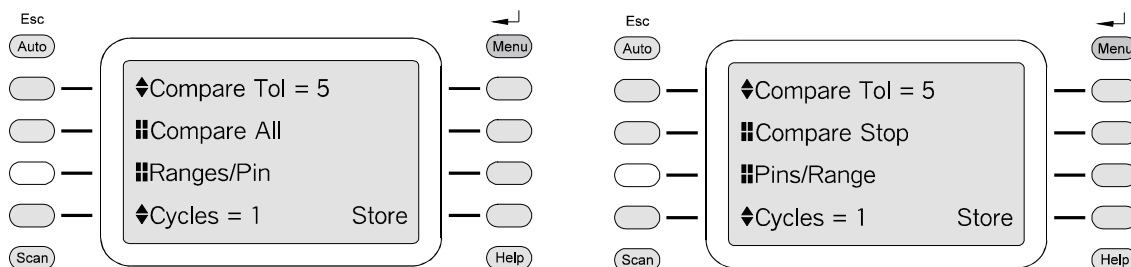 Esc
Auto
Menu
Compare Tol = 5
Compare All
Ranges/Pin
Cycles = 1 Store
Scan
Help
Esc
Auto
Menu
Compare Tol = 5
Compare Stop
Pins/Range
Cycles = 1 Store
Scan
Help